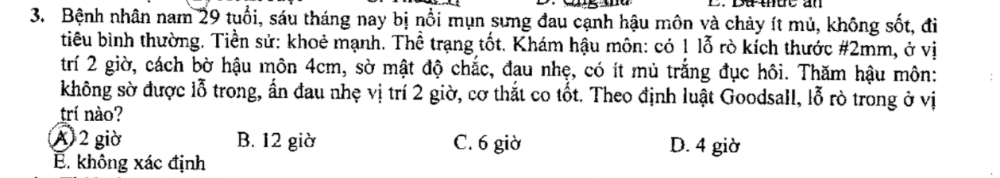 3. Bệnh nhân nam 29 tuổi, sáu tháng nay bị nổi mụn sưng đau cạnh hậu môn và chảy ít mủ, không sốt, đi
tiêu bình thường. Tiền sử: khoẻ mạnh. Thể trạng tốt. Khám hậu môn: có 1 lỗ rò kích thước #2mm, ở vị
trí 2 giờ, cách bờ hậu môn 4cm, sờ mật độ chắc, đau nhẹ, có ít mủ trắng đục hôi. Thăm hậu môn:
không sờ được lỗ trong, ấn đau nhẹ vị trí 2 giờ, cơ thắt co tốt. Theo định luật Goodsall, lỗ rò trong ở vị
trí nào?
A 2 giờ B. 12 giờ C. 6 giờ D. 4 giờ
E. không xác định